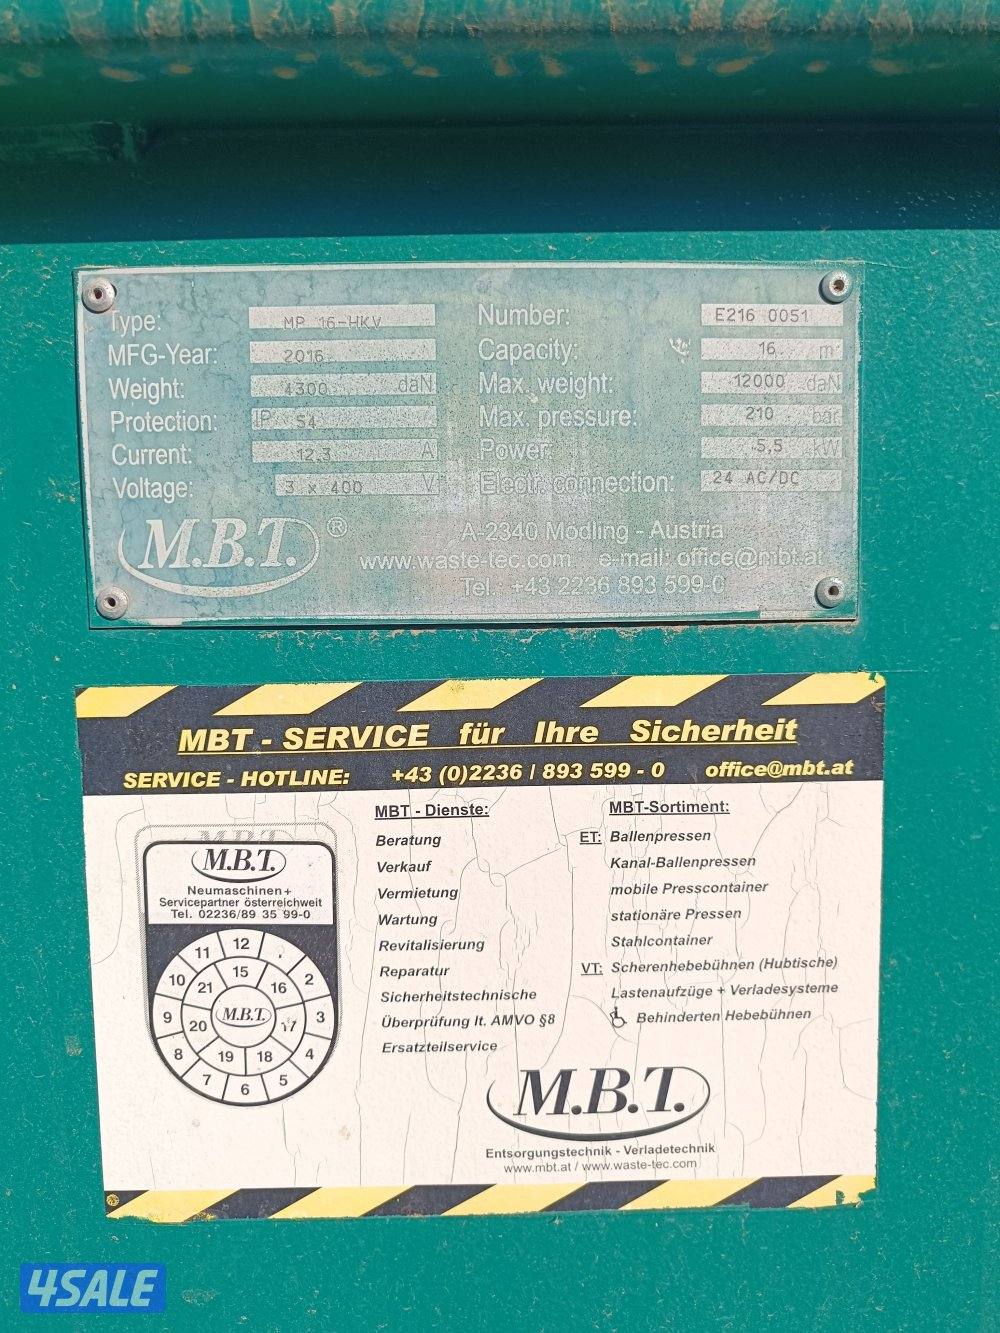 Type: MP 16-HKV
MFG-Year: 2016
Weight: 4300 daN
Protection: IP 54
Current: 12,3 A
Voltage: 3 x 400 V
Number: E216 0051
Capacity: 16 m
Max. weight: 12000 daN
Max. pressure: 210 bar
Power: 5,5 kW
Electr. connection: 24 AC/DC
M.B.T.®
A-2340 Mödling - Austria
www.waste-tec.com e-mail: office@mbt.at
Tel.: +43 2236 893 599-0
MBT - SERVICE für Ihre Sicherheit
SERVICE - HOTLINE: +43 (0)2236 / 893 599 - 0 office@mbt.at
M.B.T.
M.B.T.
Neumaschinen +
Servicepartner österreichweit
Tel. 02236/89 35 99-0
12
2
3
4
5
6
7
8
9
10
11
15
16
17
18
19
20
21
M.B.T.
MBT - Dienste:
Beratung
Verkauf
Vermietung
Wartung
Revitalisierung
Reparatur
Sicherheitstechnische
Überprüfung lt. AMVO §8
Ersatzteilservice
MBT-Sortiment:
ET: Ballenpressen
Kanal-Ballenpressen
mobile Presscontainer
stationäre Pressen
Stahlcontainer
VT: Scherenhebebühnen (Hubtische)
Lastenaufzüge + Verladesysteme
Behinderten Hebebühnen
M.B.T.
Entsorgungstechnik - Verladetechnik
www.mbt.at / www.waste-tec.com
4SALE